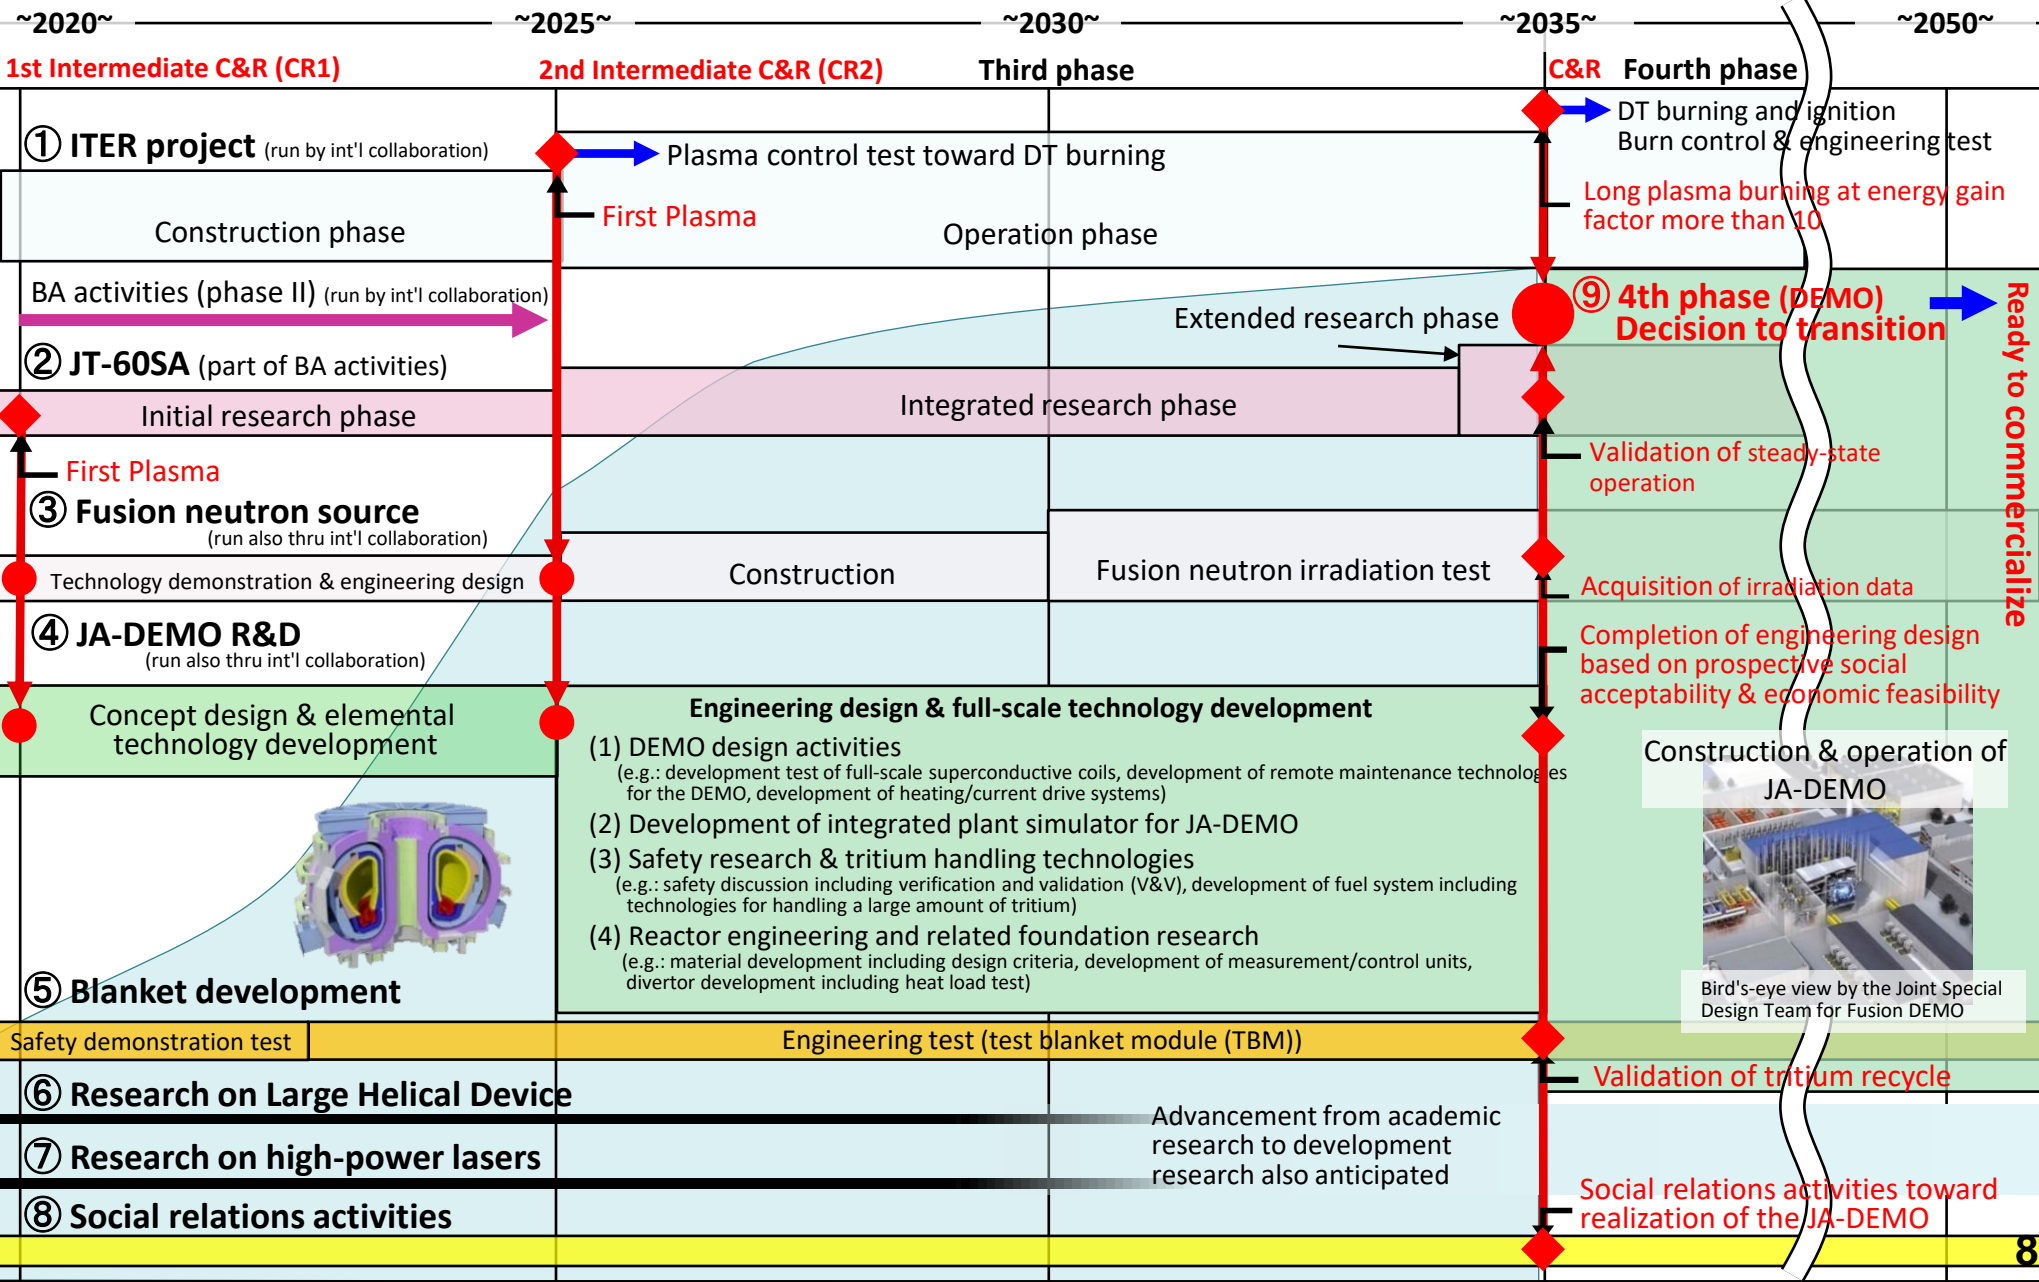 ~2020~ ~2025~ ~2030~ ~2035~ ~2050~
1st Intermediate C&R (CR1) 2nd Intermediate C&R (CR2) Third phase C&R Fourth phase
① ITER project (run by int'l collaboration)
Construction phase
Plasma control test toward DT burning
First Plasma
Operation phase
DT burning and ignition
Burn control & engineering test
Long plasma burning at energy gain
factor more than 10
BA activities (phase II) (run by int'l collaboration)
Extended research phase
⑨ 4th phase (DEMO)
Decision to transition
Ready to commercialize
② JT-60SA (part of BA activities)
Initial research phase
Integrated research phase
First Plasma
Validation of steady-state
operation
③ Fusion neutron source
(run also thru int'l collaboration)
Technology demonstration & engineering design
Construction
Fusion neutron irradiation test
Acquisition of irradiation data
④ JA-DEMO R&D
(run also thru int'l collaboration)
Concept design & elemental
technology development
Completion of engineering design
based on prospective social
acceptability & economic feasibility
Engineering design & full-scale technology development
(1) DEMO design activities
(e.g.: development test of full-scale superconductive coils, development of remote maintenance technologies
for the DEMO, development of heating/current drive systems)
(2) Development of integrated plant simulator for JA-DEMO
(3) Safety research & tritium handling technologies
(e.g.: safety discussion including verification and validation (V&V), development of fuel system including
technologies for handling a large amount of tritium)
(4) Reactor engineering and related foundation research
(e.g.: material development including design criteria, development of measurement/control units,
divertor development including heat load test)
Construction & operation of
JA-DEMO
Bird's-eye view by the Joint Special
Design Team for Fusion DEMO
⑤ Blanket development
Safety demonstration test
Engineering test (test blanket module (TBM))
Validation of tritium recycle
⑥ Research on Large Helical Device
⑦ Research on high-power lasers
Advancement from academic
research to development
research also anticipated
⑧ Social relations activities
Social relations activities toward
realization of the JA-DEMO
8